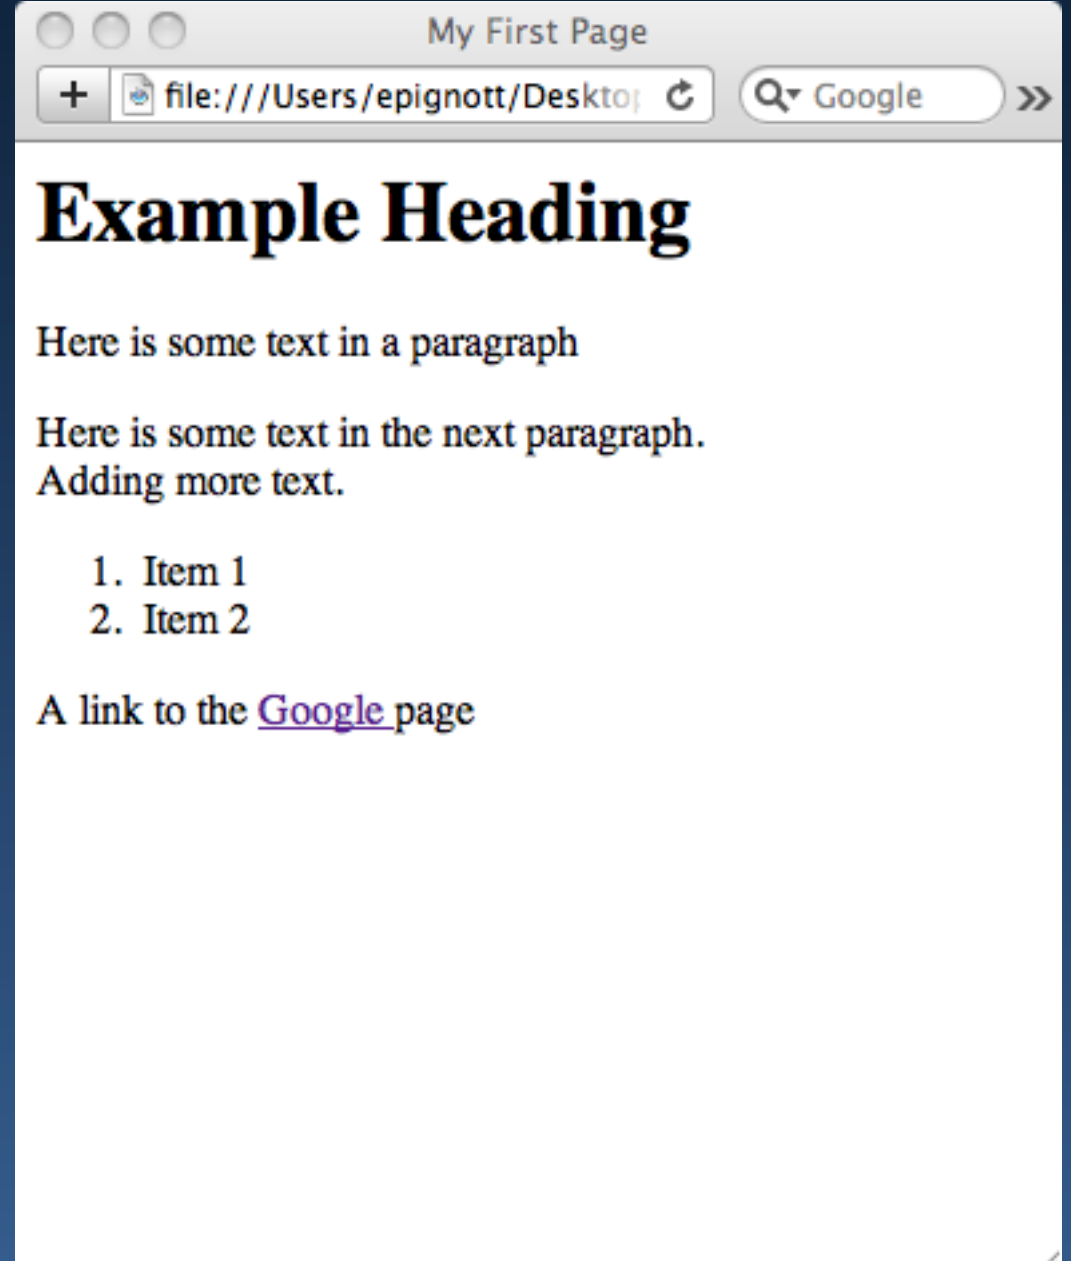 My First Page
file:///Users/epignott/Desktop
Google
Example Heading
Here is some text in a paragraph
Here is some text in the next paragraph.
Adding more text.
1. Item 1
2. Item 2
A link to the Google page